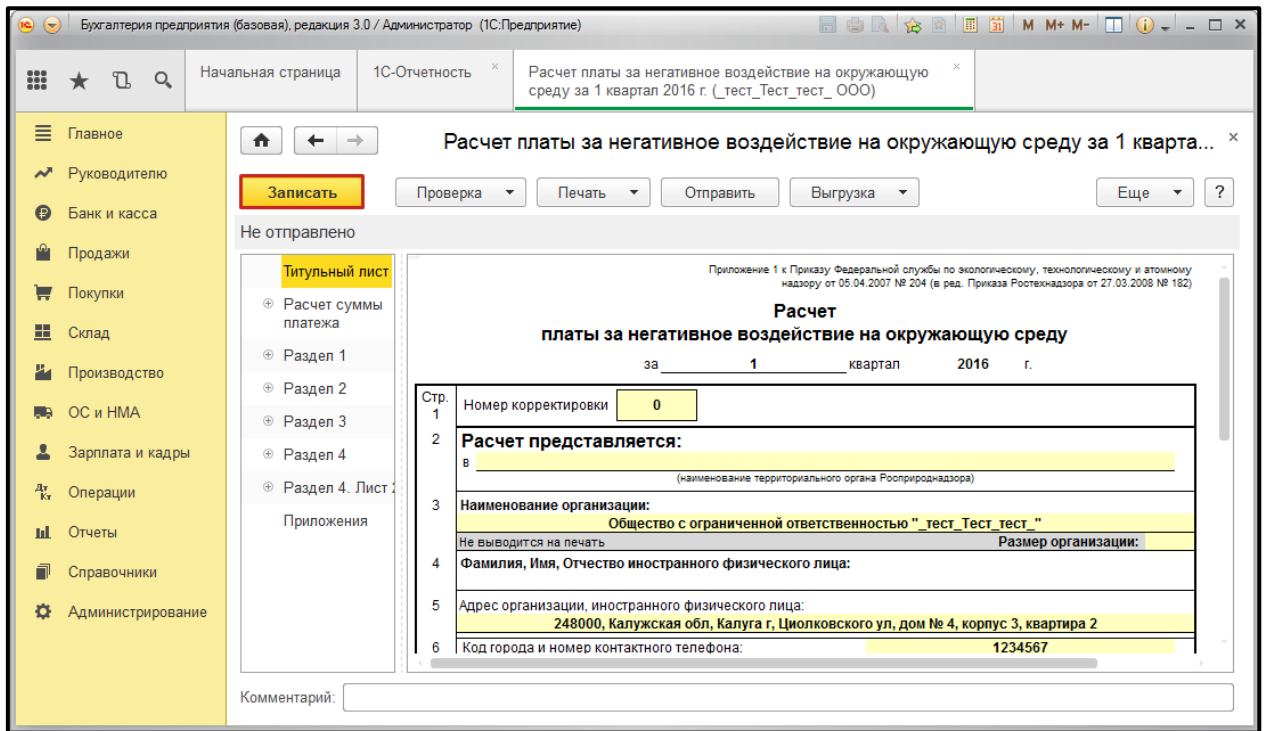 Бухгалтерия предприятия (базовая), редакция 3.0 / Администратор (1С:Предприятие)
M M+ M-
Начальная страница
1С-Отчетность
Расчет платы за негативное воздействие на окружающую
среду за 1 квартал 2016 г. (_тест_Тест_тест_ ООО)
Главное
Руководителю
Банк и касса
Продажи
Покупки
Склад
Производство
ОС и НМА
Зарплата и кадры
Операции
Отчеты
Справочники
Администрирование
Расчет платы за негативное воздействие на окружающую среду за 1 кварта...
Записать
Проверка
Печать
Отправить
Выгрузка
Еще
?
Не отправлено
Титульный лист
Расчет суммы
платежа
Раздел 1
Раздел 2
Раздел 3
Раздел 4
Раздел 4. Лист 2
Приложения
Приложение 1 к Приказу Федеральной службы по экологическому, технологическому и атомному
надзору от 05.04.2007 № 204 (в ред. Приказа Ростехнадзора от 27.03.2008 № 182)
Расчет
платы за негативное воздействие на окружающую среду
за 1 квартал 2016 г.
Стр.
1 Номер корректировки 0
2 Расчет представляется:
в
(наименование территориального органа Росприроднадзора)
3 Наименование организации:
Общество с ограниченной ответственностью "_тест_Тест_тест_"
Не выводится на печать Размер организации:
4 Фамилия, Имя, Отчество иностранного физического лица:
5 Адрес организации, иностранного физического лица:
248000, Калужская обл, Калуга г, Циолковского ул, дом № 4, корпус 3, квартира 2
6 Код города и номер контактного телефона: 1234567
Комментарий: